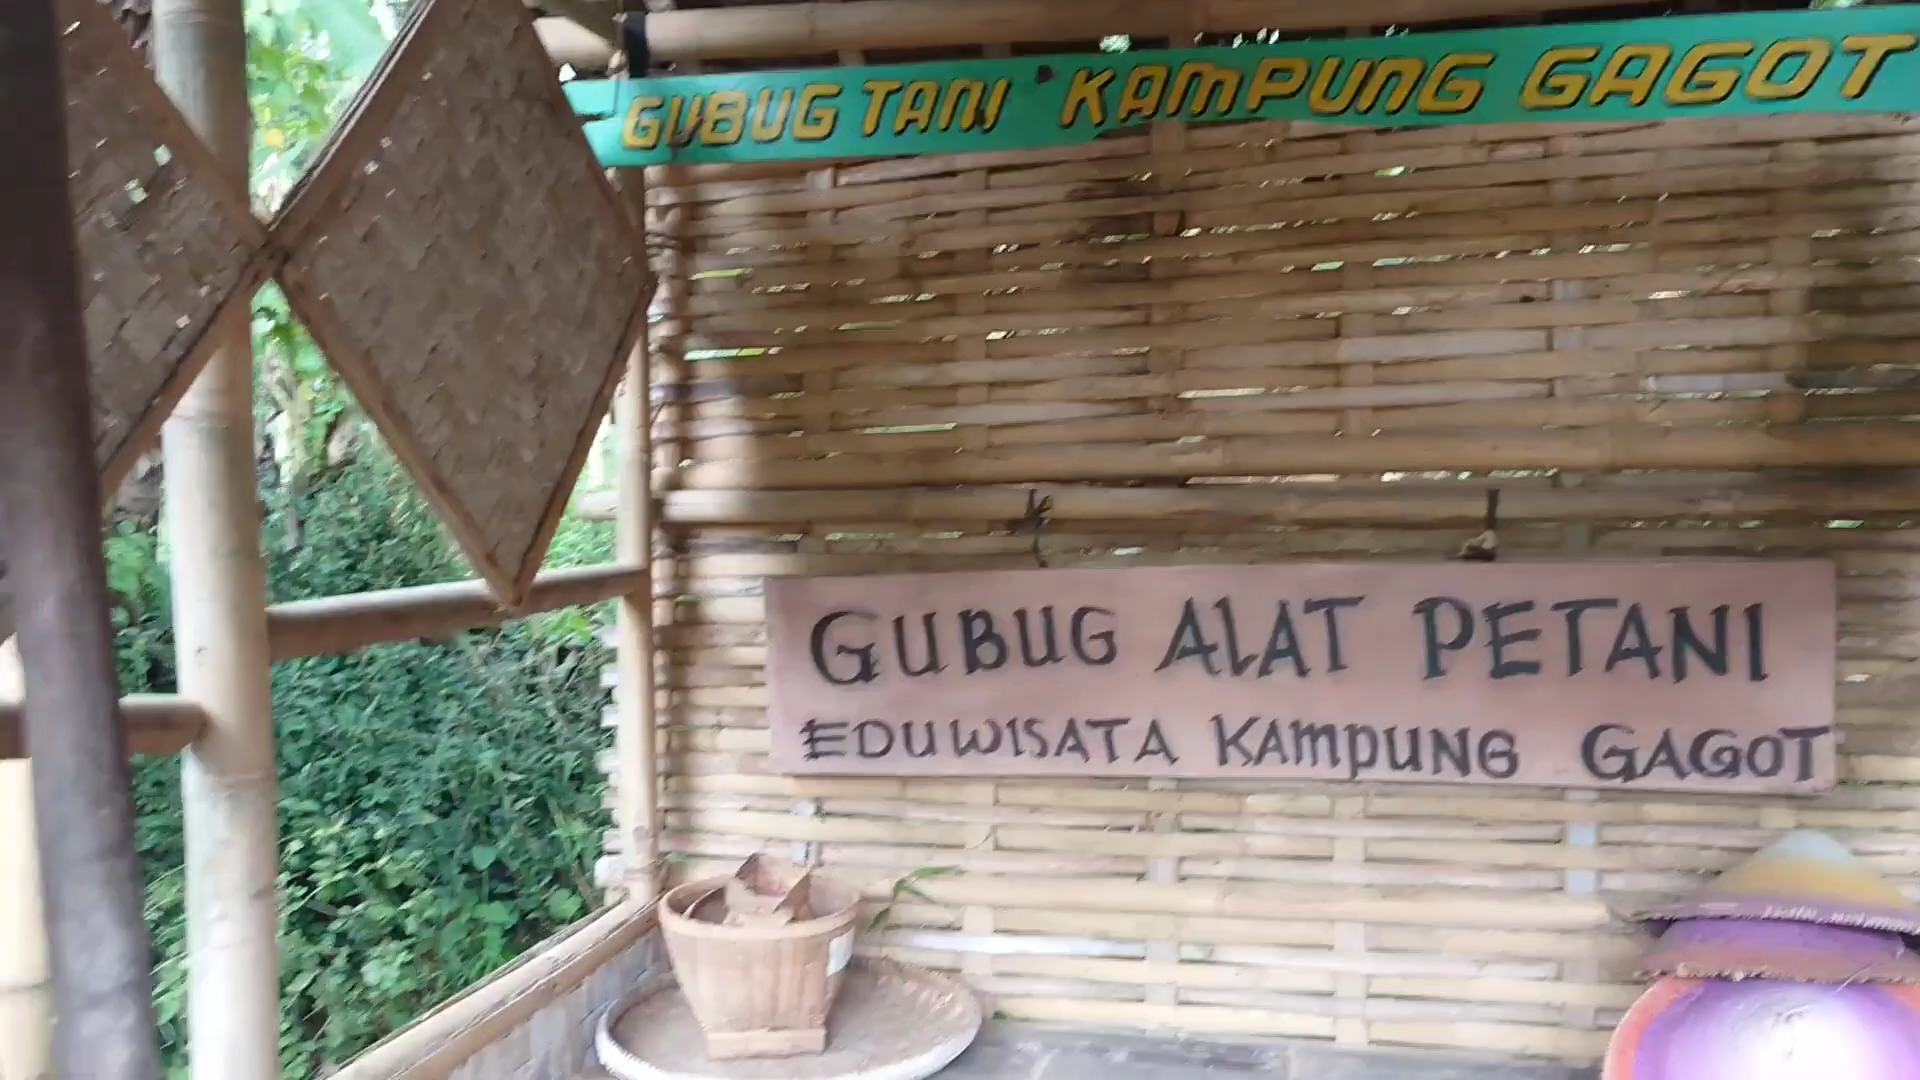 GUBUG TANI KAMPUNG GAGOT
GUBUG ALAT PETANI
EDUWISATA KAMPUNG GAGOT